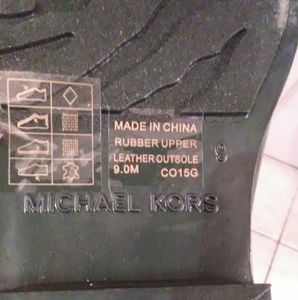 MADE IN CHINA
RUBBER UPPER
LEATHER OUTSOLE
9.0M CO15G
MICHAEL KORS